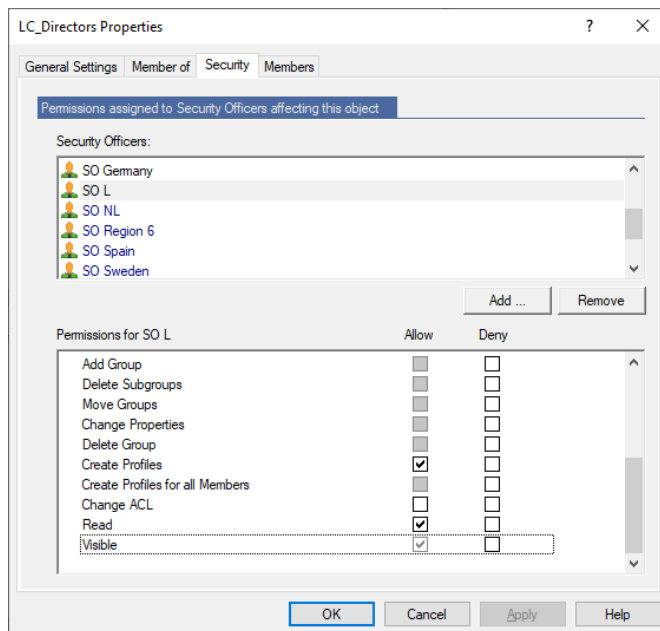 LC_Directors Properties
General Settings Member of Security Members
Permissions assigned to Security Officers affecting this object
Security Officers:
SO Germany
SO L
SO NL
SO Region 6
SO Spain
SO Sweden
Add ... Remove
Permissions for SO L Allow Deny
Add Group
Delete Subgroups
Move Groups
Change Properties
Delete Group
Create Profiles
Create Profiles for all Members
Change ACL
Read
Visible
OK Cancel Apply Help